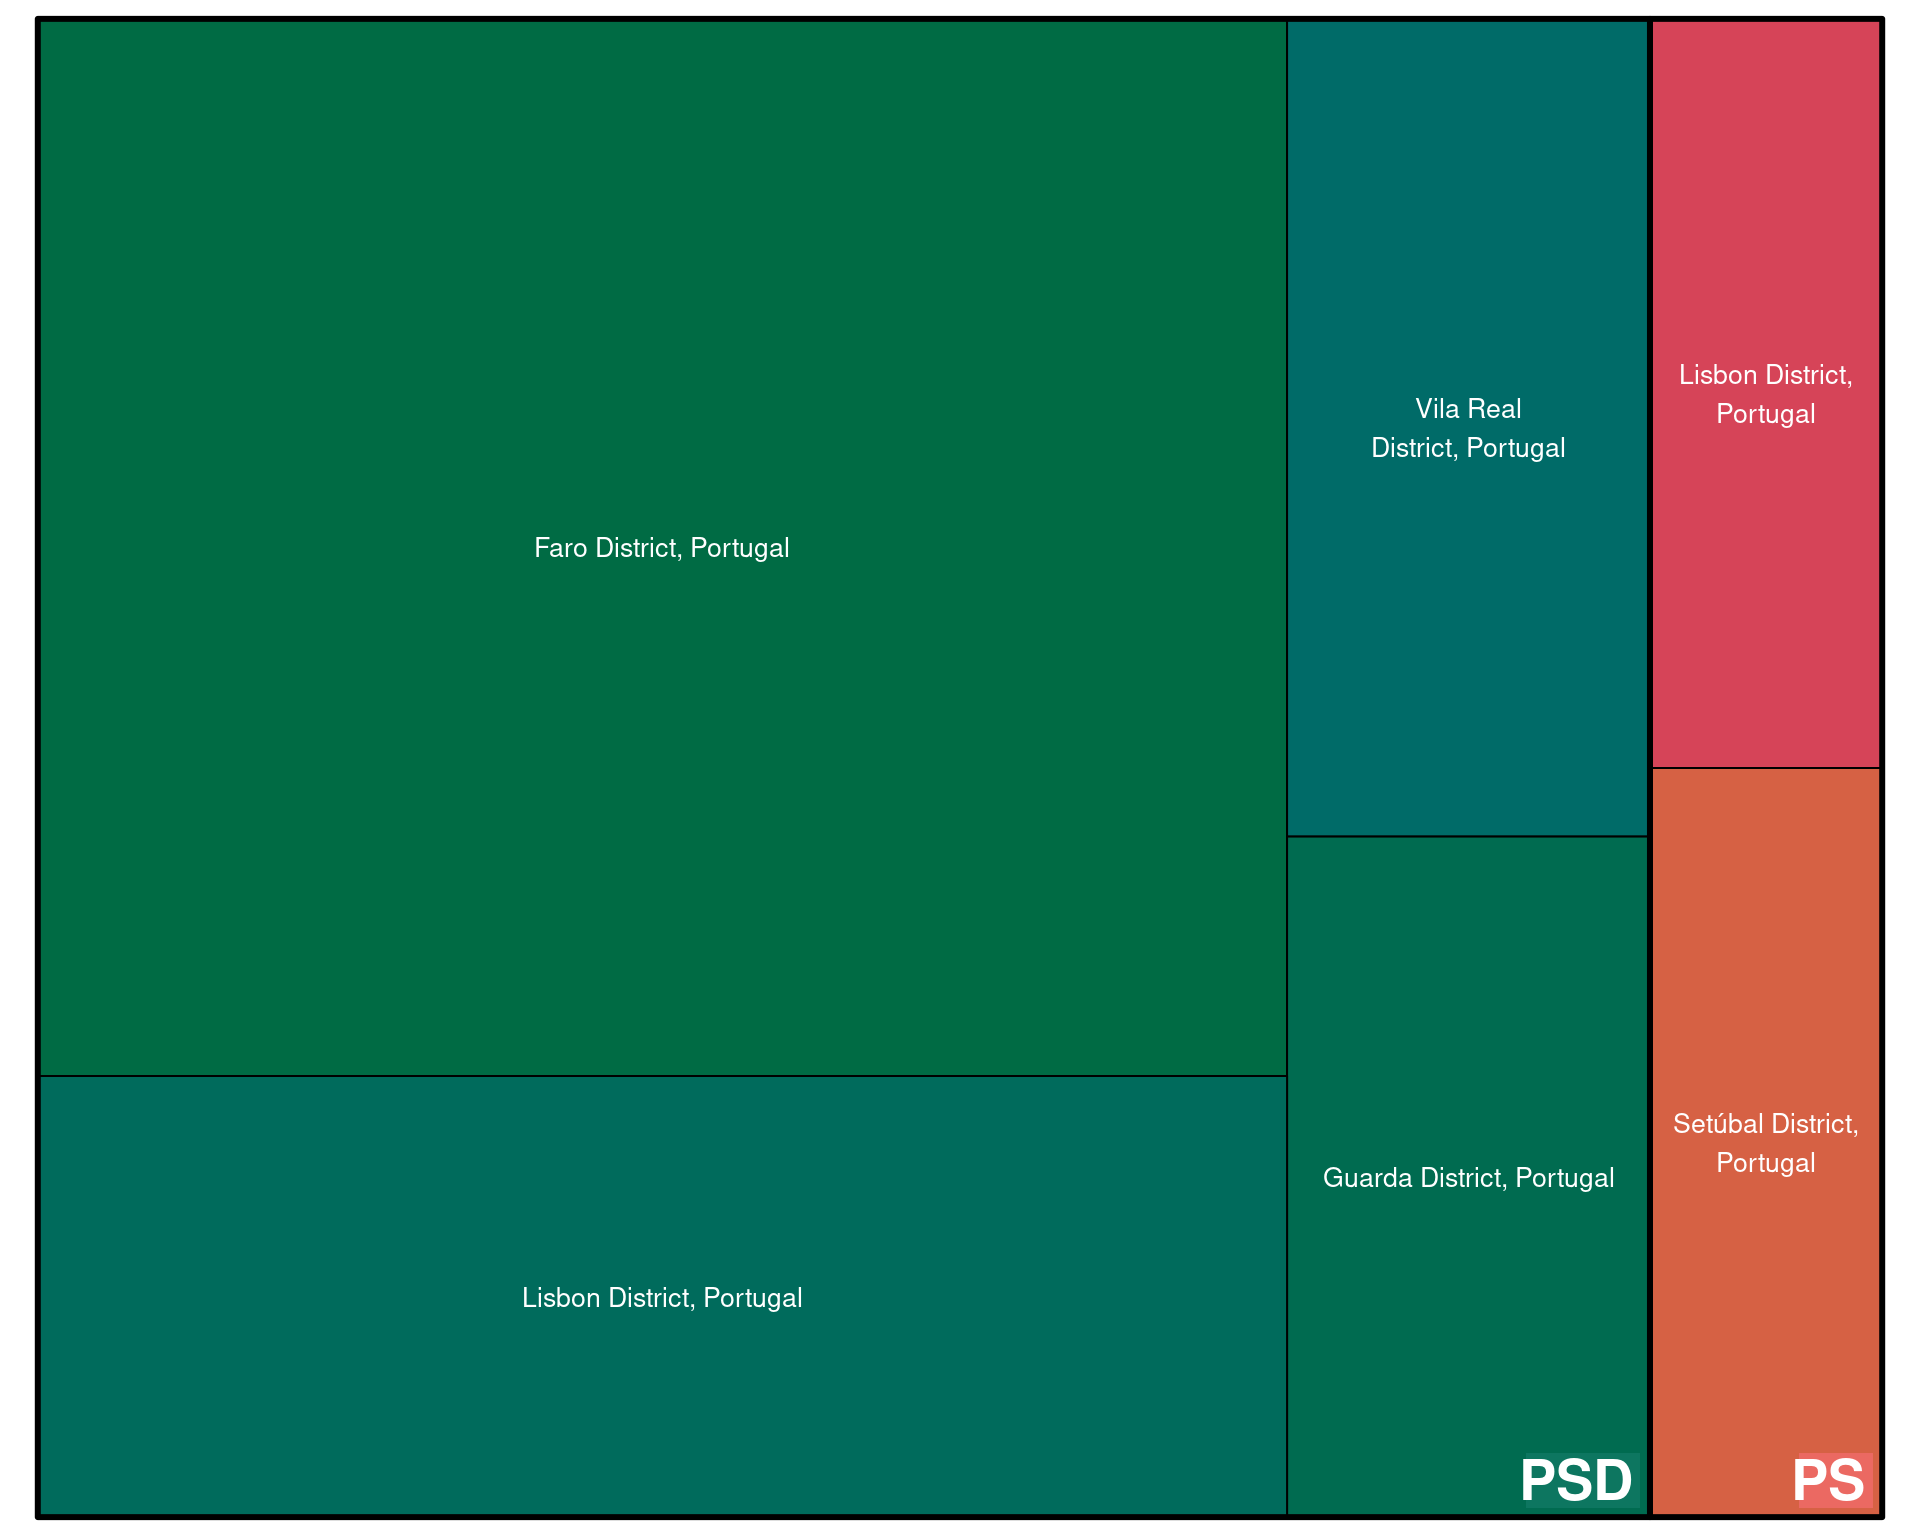 Faro District, Portugal
Lisbon District, Portugal
Vila Real
District, Portugal
Guarda District, Portugal
PSD
Lisbon District,
Portugal
Setúbal District,
Portugal
PS